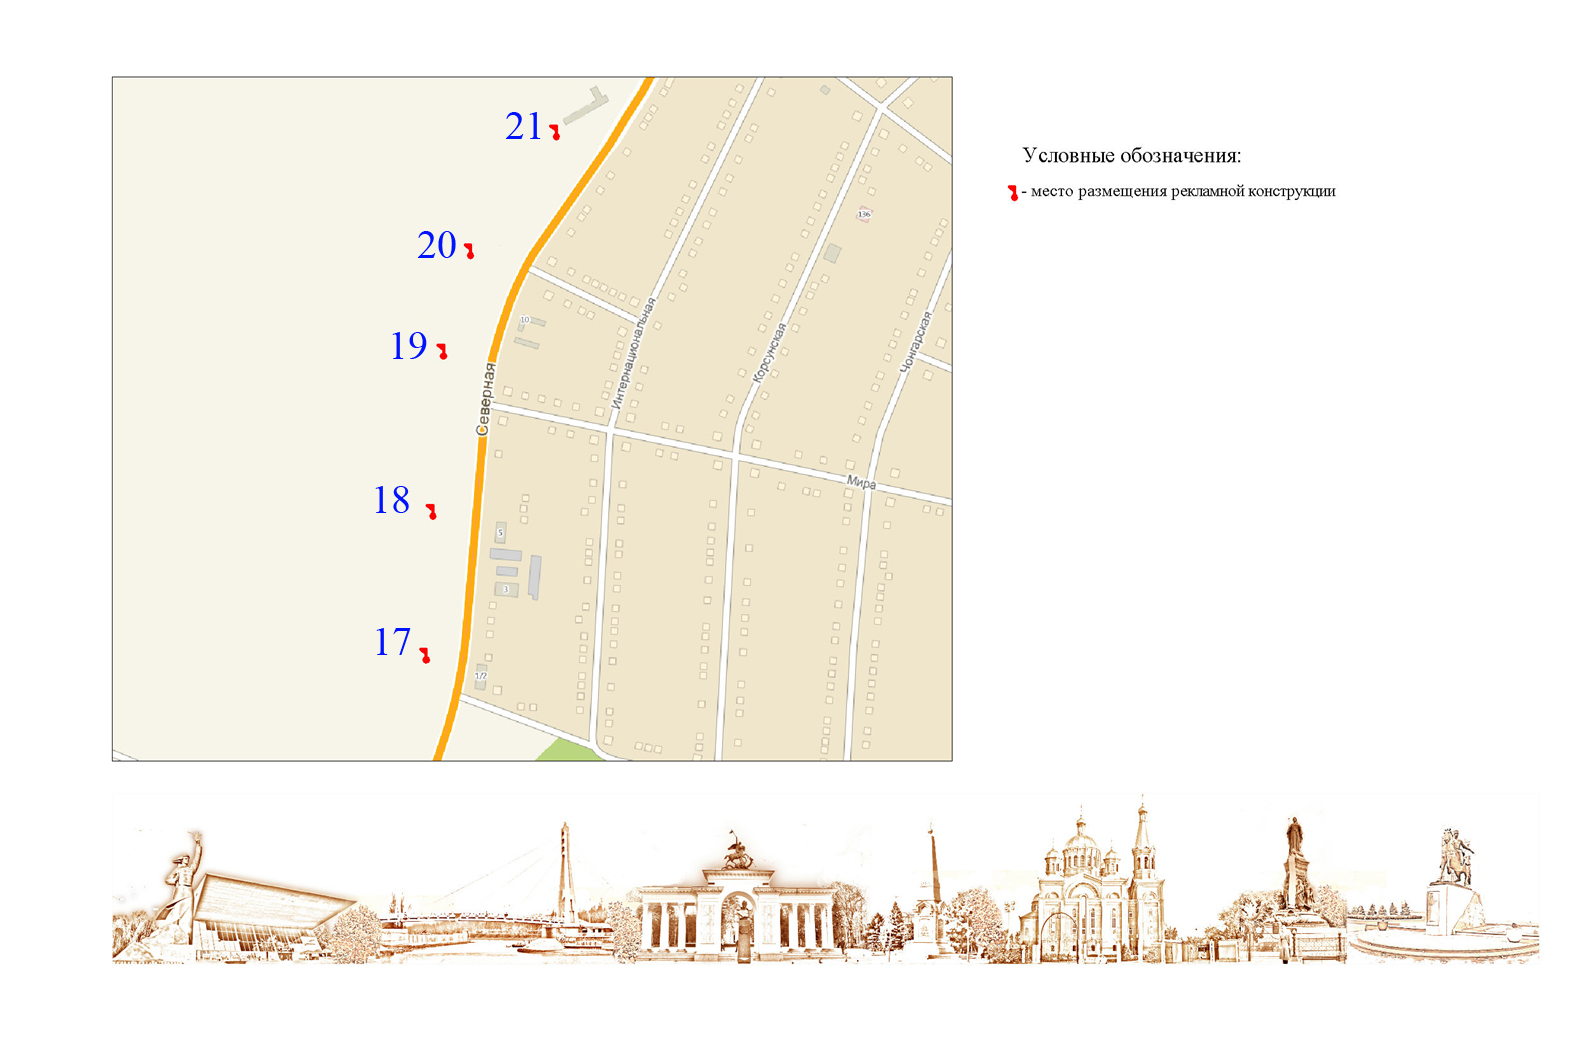 21
Условные обозначения:
- место размещения рекламной конструкции
136
20
10
19
Интернациональная
Корсунская
Чонгарская
Северная
Мира
18
5
3
17
1/2